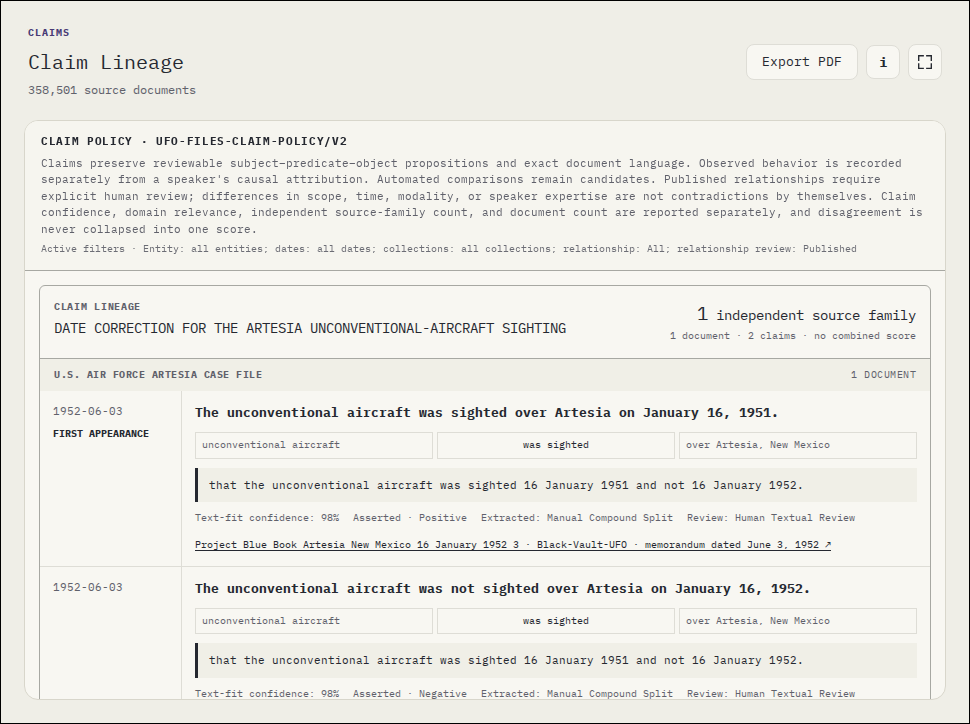 CLAIMS
Claim Lineage
358,501 source documents
Export PDF
i
CLAIM POLICY · UFO-FILES-CLAIM-POLICY/V2
Claims preserve reviewable subject–predicate–object propositions and exact document language. Observed behavior is recorded
separately from a speaker's causal attribution. Automated comparisons remain candidates. Published relationships require
explicit human review; differences in scope, time, modality, or speaker expertise are not contradictions by themselves. Claim
confidence, domain relevance, independent source-family count, and document count are reported separately, and disagreement is
never collapsed into one score.
Active filters · Entity: all entities; dates: all dates; collections: all collections; relationship: All; relationship review: Published
CLAIM LINEAGE
DATE CORRECTION FOR THE ARTESIA UNCONVENTIONAL-AIRCRAFT SIGHTING
1 independent source family
1 document · 2 claims · no combined score
U.S. AIR FORCE ARTESIA CASE FILE
1 DOCUMENT
1952-06-03
FIRST APPEARANCE
The unconventional aircraft was sighted over Artesia on January 16, 1951.
unconventional aircraft
was sighted
over Artesia, New Mexico
that the unconventional aircraft was sighted 16 January 1951 and not 16 January 1952.
Text-fit confidence: 98% Asserted · Positive Extracted: Manual Compound Split Review: Human Textual Review
Project Blue Book Artesia New Mexico 16 January 1952 3 · Black-Vault-UFO · memorandum dated June 3, 1952 ↗
1952-06-03
The unconventional aircraft was not sighted over Artesia on January 16, 1952.
unconventional aircraft
was sighted
over Artesia, New Mexico
that the unconventional aircraft was sighted 16 January 1951 and not 16 January 1952.
Text-fit confidence: 98% Asserted · Negative Extracted: Manual Compound Split Review: Human Textual Review